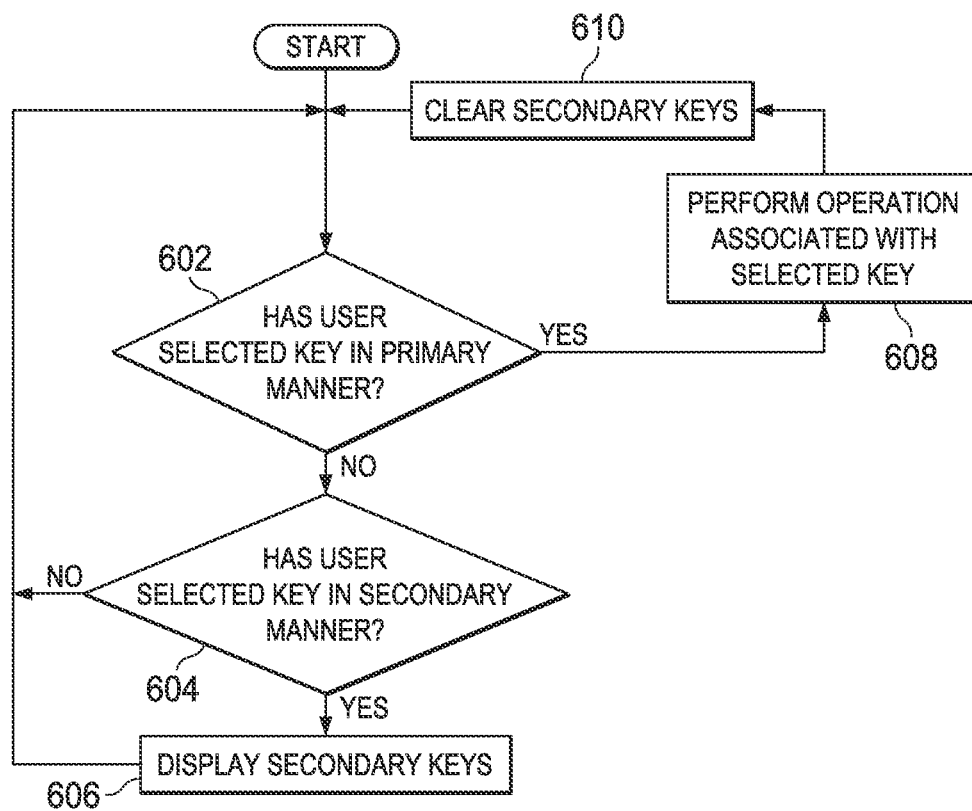 610
START
CLEAR SECONDARY KEYS
PERFORM OPERATION
ASSOCIATED WITH
SELECTED KEY
608
602
HAS USER
SELECTED KEY IN PRIMARY
MANNER?
YES
NO
HAS USER
SELECTED KEY IN SECONDARY
MANNER?
NO
604
YES
DISPLAY SECONDARY KEYS
606